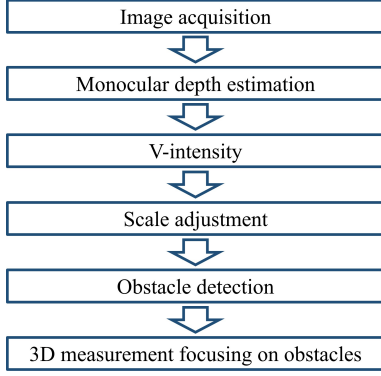 Image acquisition
Monocular depth estimation
V-intensity
Scale adjustment
Obstacle detection
3D measurement focusing on obstacles